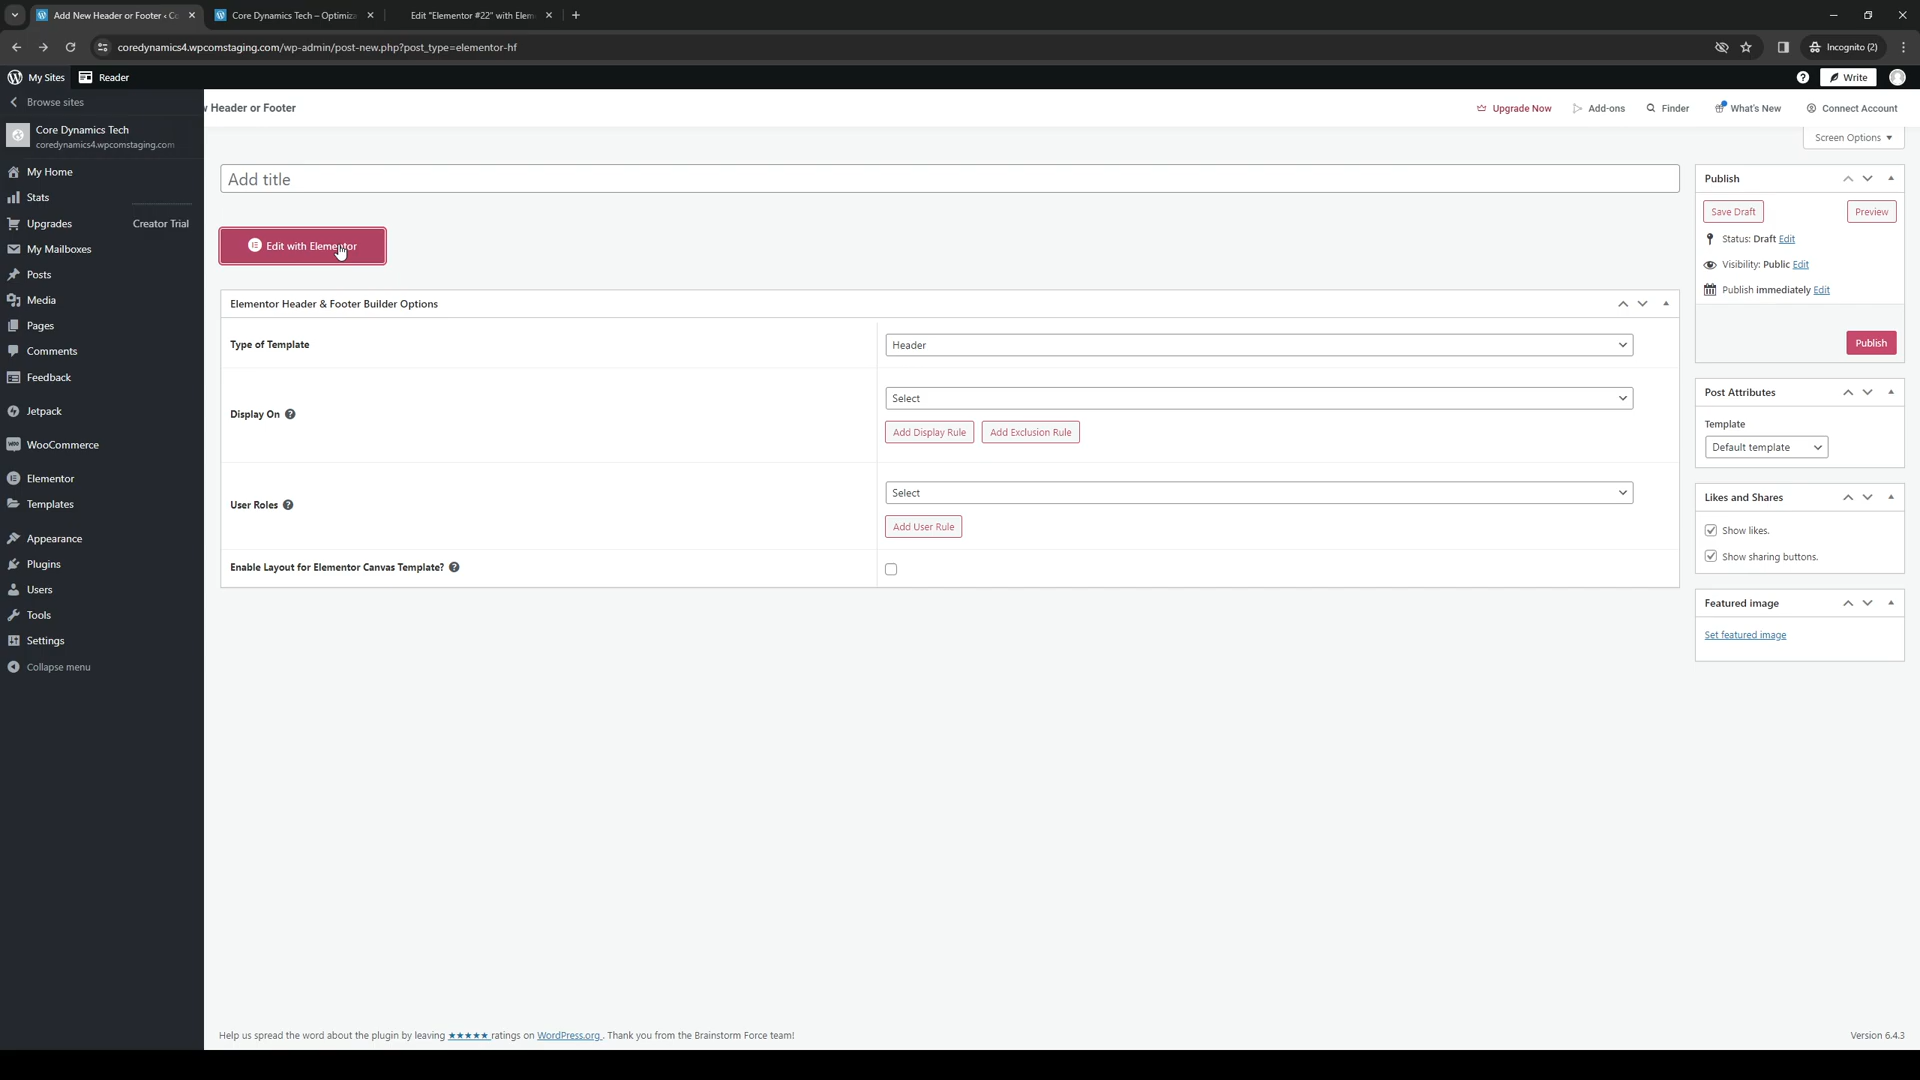 Add New Header or Footer ‹ Co
Core Dynamics Tech – Optimiza
Edit "Elementor #22" with Elem
coredynamics4.wpcomstaging.com/wp-admin/post-new.php?post_type=elementor-hf
Incognito (2)
My Sites
Reader
Write
Browse sites
Header or Footer
Upgrade Now
Add-ons
Finder
What's New
Connect Account
Core Dynamics Tech
coredynamics4.wpcomstaging.com
Screen Options
My Home
Stats
Upgrades
Creator Trial
My Mailboxes
Posts
Media
Pages
Comments
Feedback
Jetpack
WooCommerce
Elementor
Templates
Appearance
Plugins
Users
Tools
Settings
Collapse menu
Add title
Edit with Elementor
Elementor Header & Footer Builder Options
Type of Template
Header
Display On
Select
Add Display Rule
Add Exclusion Rule
User Roles
Select
Add User Rule
Enable Layout for Elementor Canvas Template?
Publish
Save Draft
Preview
Status: Draft Edit
Visibility: Public Edit
Publish immediately Edit
Publish
Post Attributes
Template
Default template
Likes and Shares
Show likes.
Show sharing buttons.
Featured image
Set featured image
Help us spread the word about the plugin by leaving ★★★★★ ratings on WordPress.org . Thank you from the Brainstorm Force team!
Version 6.4.3